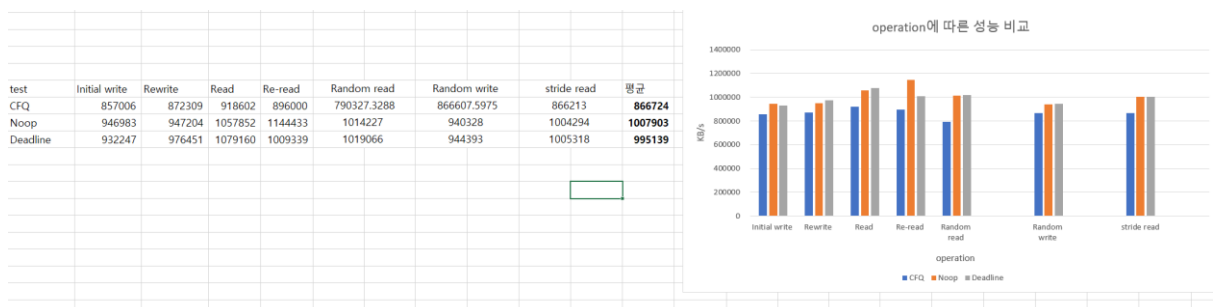 test Initial write Rewrite Read Re-read Random read Random write stride read 평균
CFQ 857006 872309 918602 896000 790327.3288 866607.5975 866213 866724
Noop 946983 947204 1057852 1144433 1014227 940328 1004294 1007903
Deadline 932247 976451 1079160 1009339 1019066 944393 1005318 995139
operation에 따른 성능 비교
1400000
1200000
1000000
800000
600000
400000
200000
0
KB/s
Initial write Rewrite Read Re-read Random read Random write stride read
operation
CFQ Noop Deadline